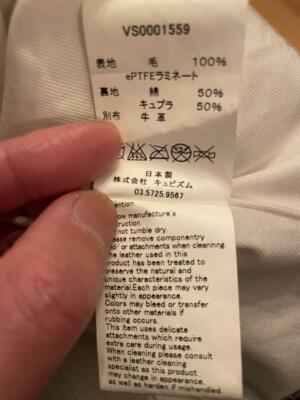 VS0001559
表地 毛 100%
ePTFEラミネート
裏地 綿 50%
キュプラ 50%
別布 牛革
日本製
株式会社 キュビズム
03.5725.9567
low manufacture's
not tumble dry.
remove componentry
and/or attachments when cleaning.
The leather used in this
product has been treated to
preserve the natural and
unique characteristics of the
material.Each piece may vary
slightly in appearance.
Colors may bleed or transfer
onto other materials if
rubbing occurs.
This item uses delicate
attachments which require
extra care during usage.
When cleaning please consult
with a leather cleaning
specialist as this product
may change in appearance.
as well as harden if mishandled